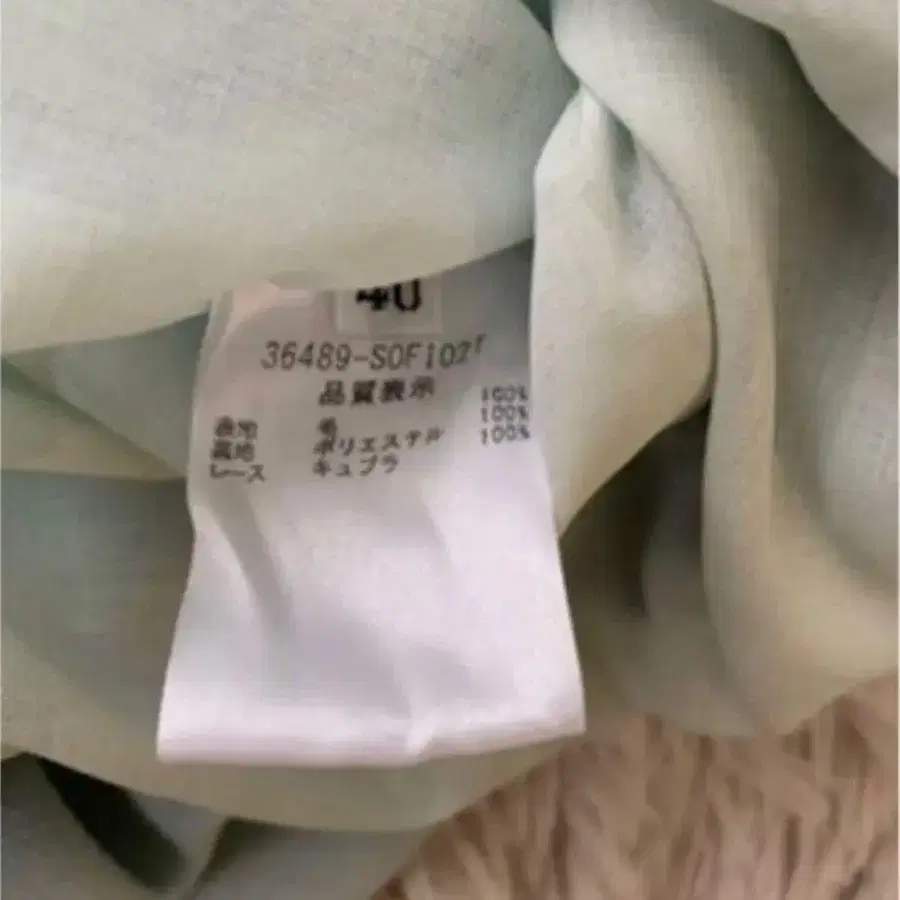 40
36489-SOFi02T
品質表示
表地 毛 100%
裏地 ポリエステル 100%
レース キュプラ 100%